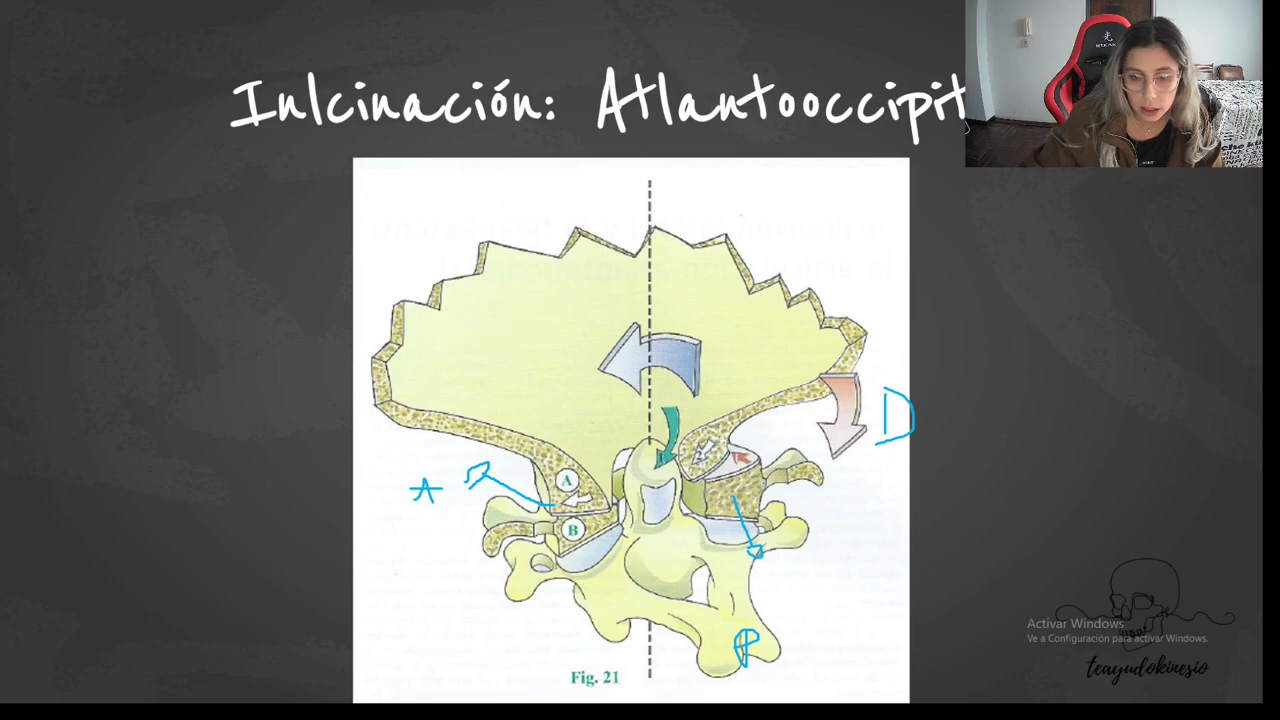 Inlcinación: Atlantooccipit
D
A
A
B
P
Fig. 21
Activar Windows
Ve a Configuración para activar Windows.
teayudokinesio